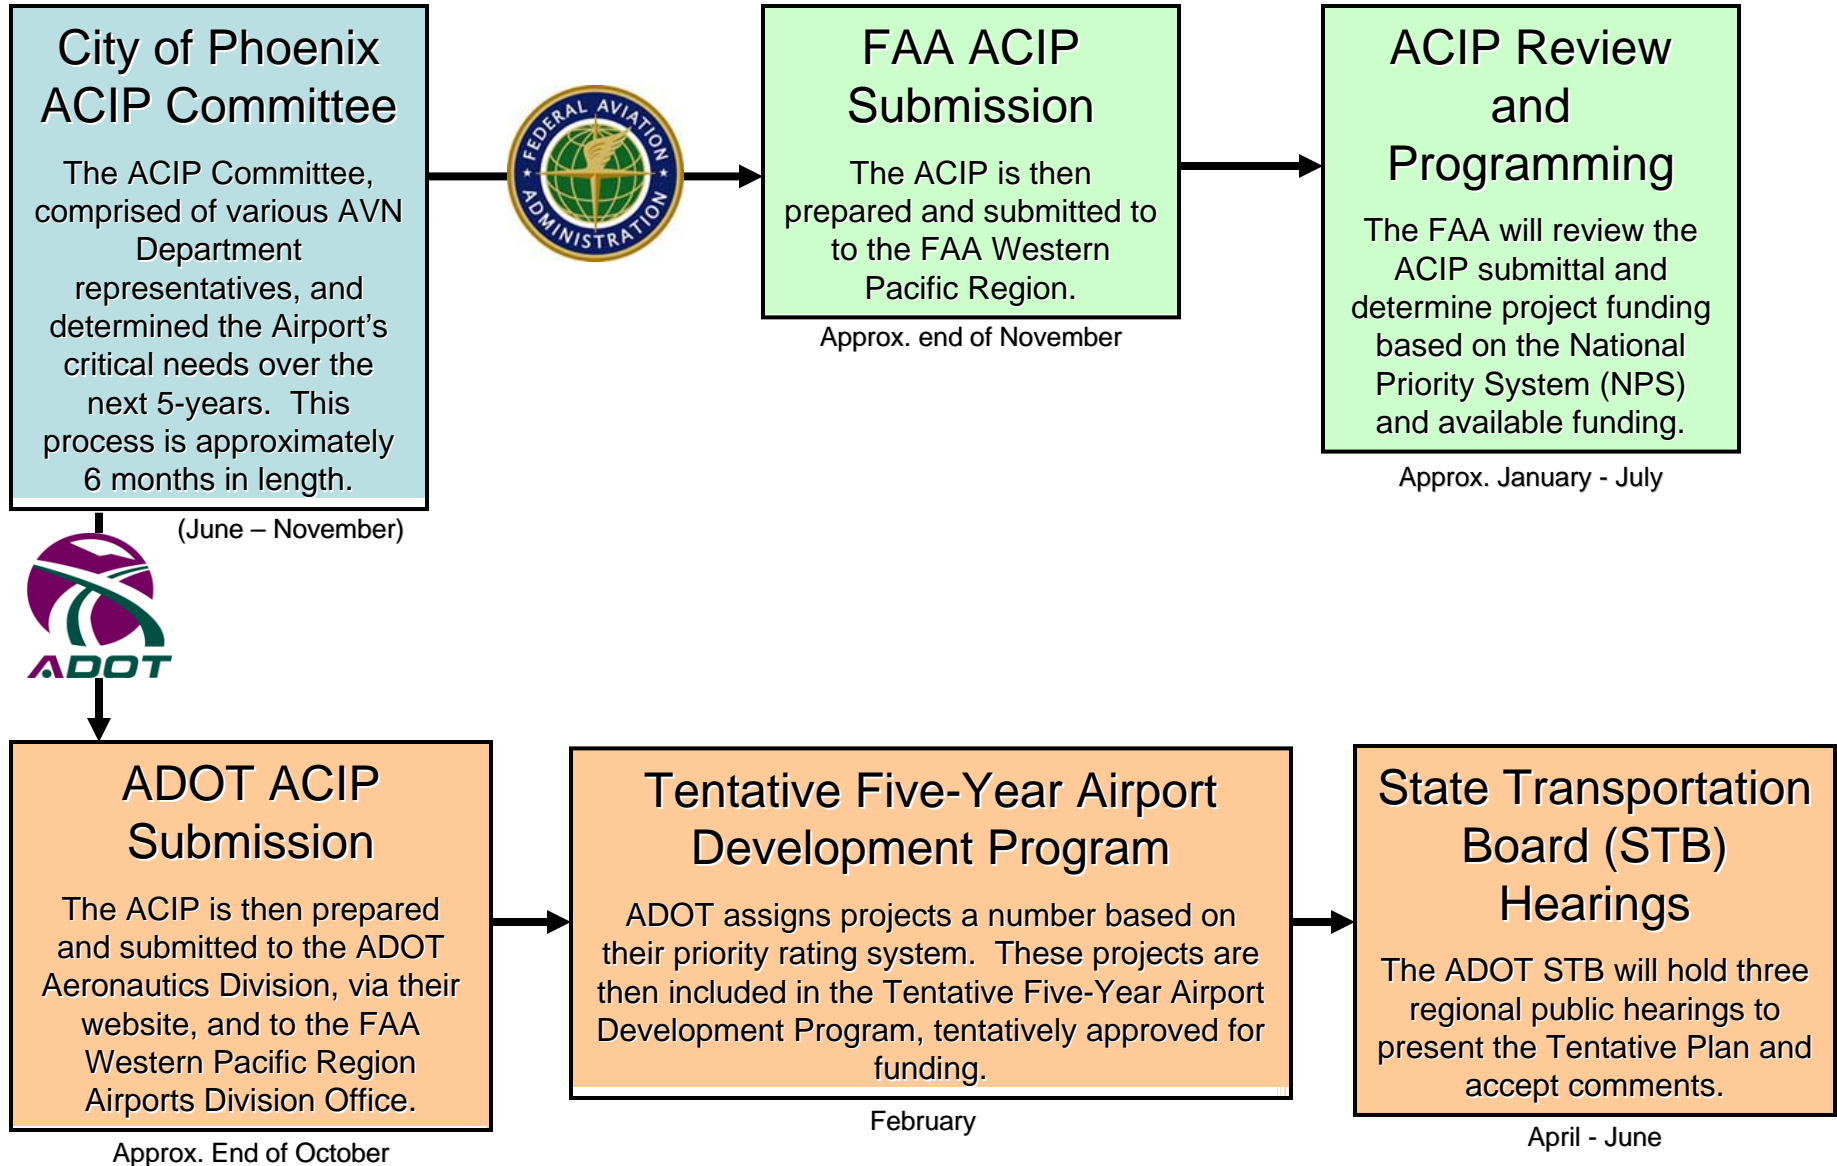 City of Phoenix
ACIP Committee
The ACIP Committee,
comprised of various AVN
Department
representatives, and
determined the Airport’s
critical needs over the
next 5-years.  This
process is approximately
6 months in length.
(June – November)
FEDERAL AVIATION
ADMINISTRATION
FAA ACIP
Submission
The ACIP is then
prepared and submitted to
to the FAA Western
Pacific Region.
Approx. end of November
ACIP Review
and
Programming
The FAA will review the
ACIP submittal and
determine project funding
based on the National
Priority System (NPS)
and available funding.
Approx. January - July
ADOT
ADOT ACIP
Submission
The ACIP is then prepared
and submitted to the ADOT
Aeronautics Division, via their
website, and to the FAA
Western Pacific Region
Airports Division Office.
Approx. End of October
Tentative Five-Year Airport
Development Program
ADOT assigns projects a number based on
their priority rating system.  These projects are
then included in the Tentative Five-Year Airport
Development Program, tentatively approved for
funding.
February
State Transportation
Board (STB)
Hearings
The ADOT STB will hold three
regional public hearings to
present the Tentative Plan and
accept comments.
April - June